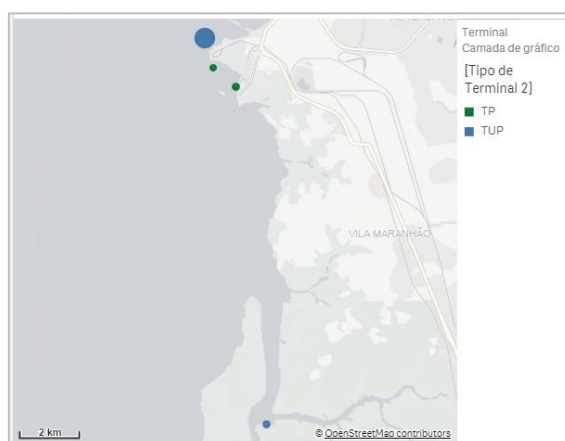 Terminal
Camada de gráfico
[Tipo de
Terminal 2]
TP
TUP
VILA MARANHÃO
2 km
© OpenStreetMap contributors